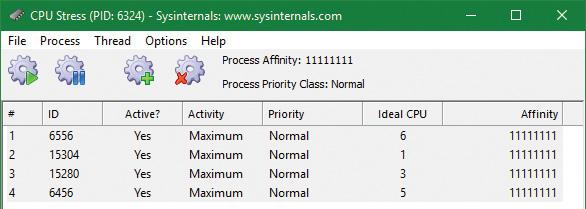 CPU Stress (PID: 6324) - Sysinternals: www.sysinternals.com
File Process Thread Options Help
Process Affinity: 11111111
Process Priority Class: Normal
# ID Active? Activity Priority Ideal CPU Affinity
1 6556 Yes Maximum Normal 6 11111111
2 15304 Yes Maximum Normal 1 11111111
3 15280 Yes Maximum Normal 3 11111111
4 6456 Yes Maximum Normal 5 11111111